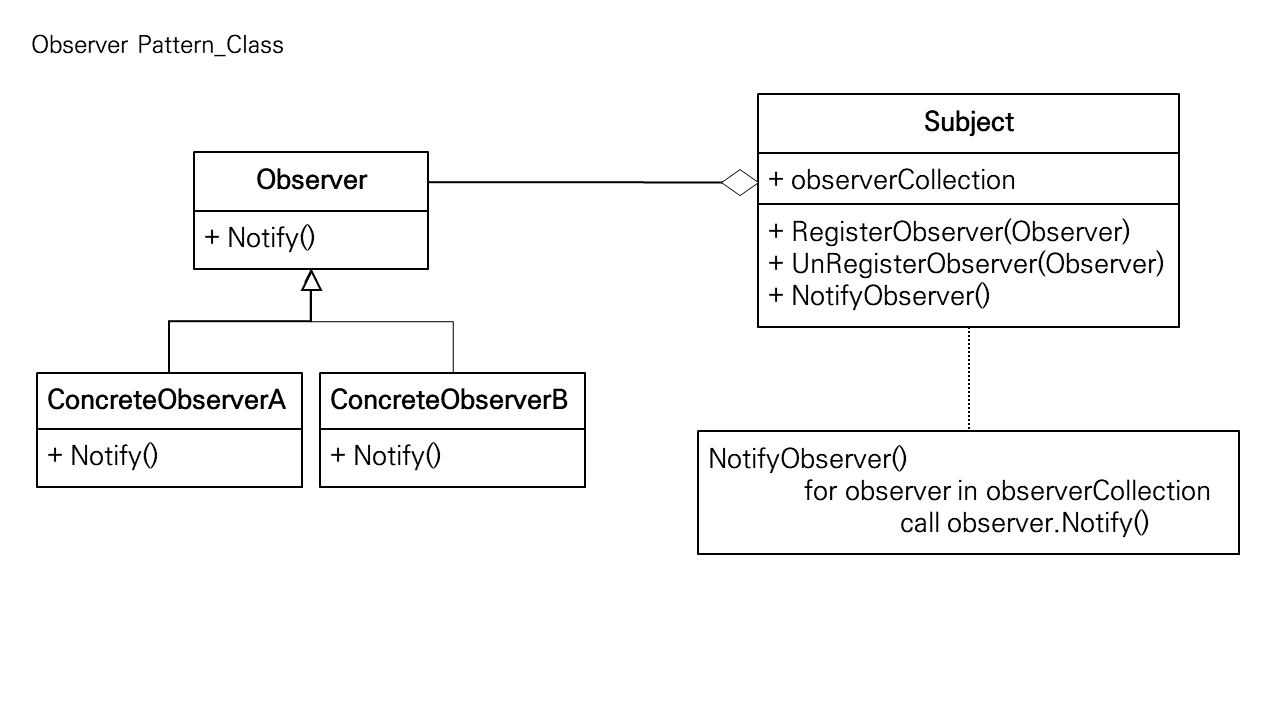 Observer Pattern_Class
Observer
+ Notify()
Subject
+ observerCollection
+ RegisterObserver(Observer)
+ UnRegisterObserver(Observer)
+ NotifyObserver()
ConcreteObserverA
+ Notify()
ConcreteObserverB
+ Notify()
NotifyObserver()
for observer in observerCollection
call observer.Notify()